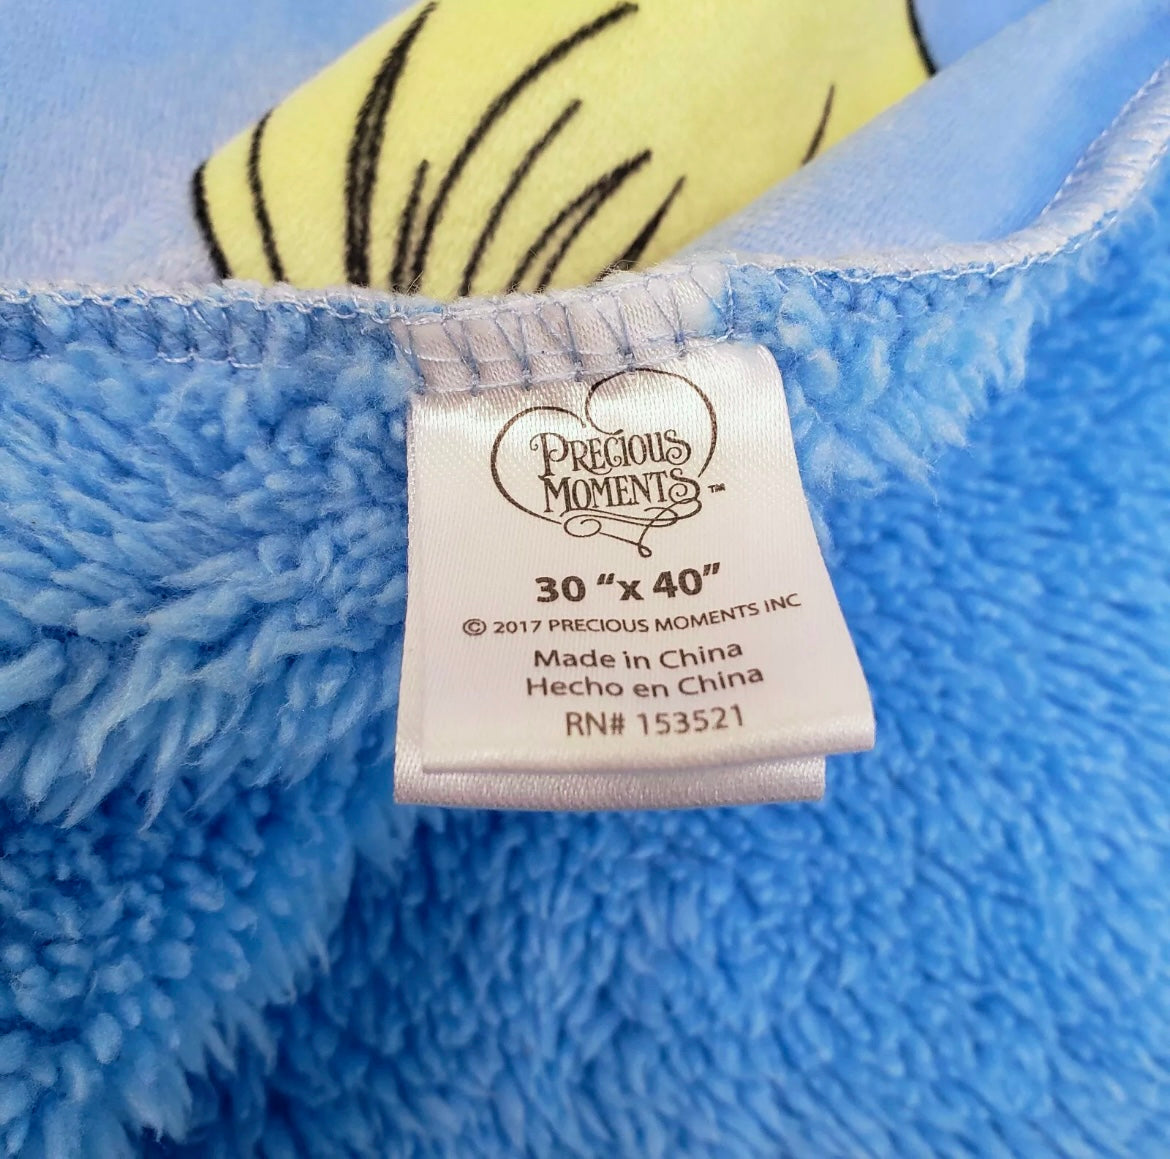 PRECIOUS
MOMENTS™
30 “x 40”
© 2017 PRECIOUS MOMENTS INC
Made in China
Hecho en China
RN# 153521